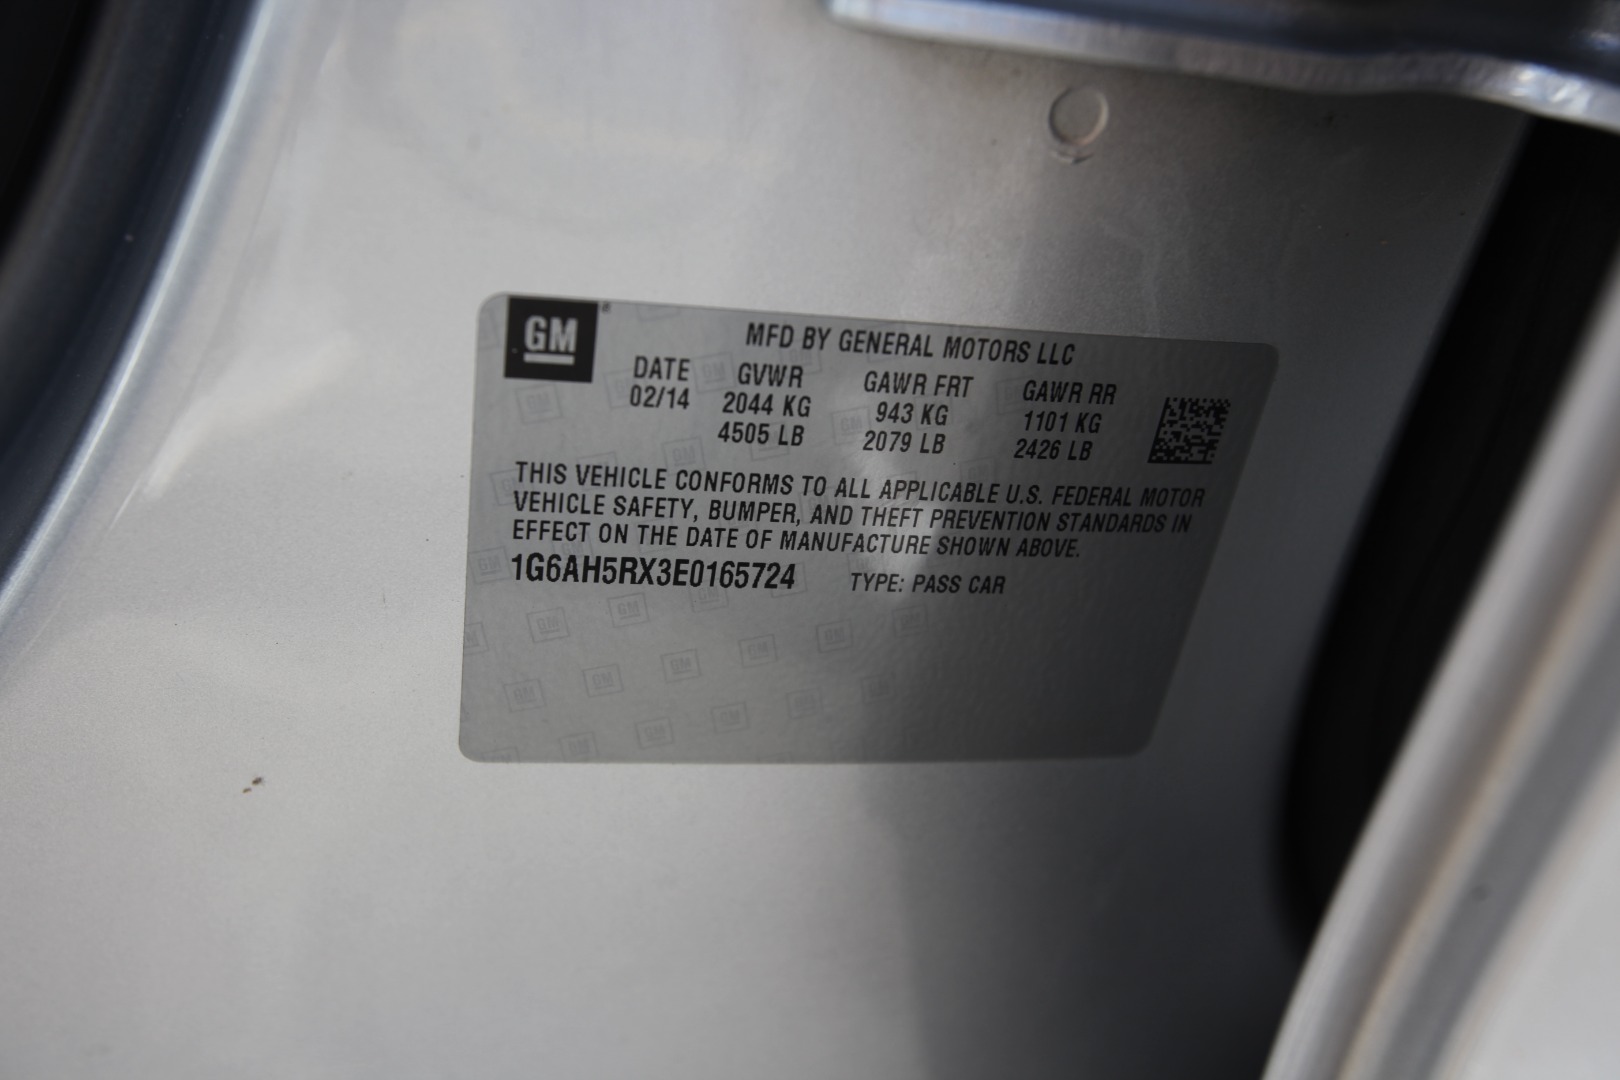 GM
MFD BY GENERAL MOTORS LLC
DATE GVWR GAWR FRT GAWR RR
02/14 2044 KG 943 KG 1101 KG
4505 LB 2079 LB 2426 LB
THIS VEHICLE CONFORMS TO ALL APPLICABLE U.S. FEDERAL MOTOR
VEHICLE SAFETY, BUMPER, AND THEFT PREVENTION STANDARDS IN
EFFECT ON THE DATE OF MANUFACTURE SHOWN ABOVE.
1G6AH5RX3E0165724 TYPE: PASS CAR